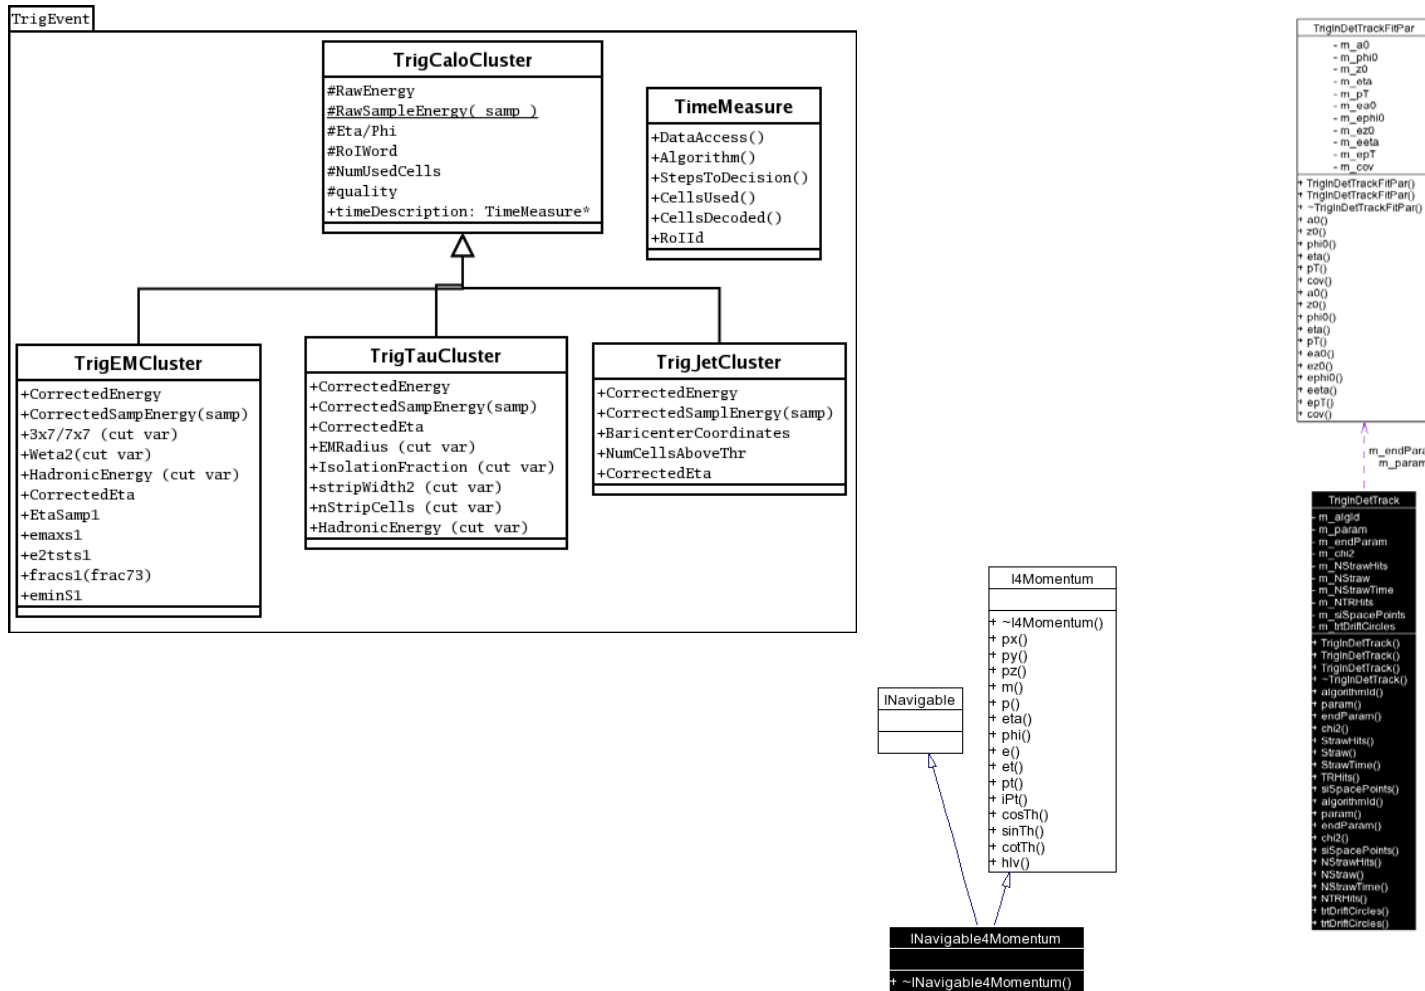 TrigEvent
TrigCaloCluster
#RawEnergy
#RawSampleEnergy( samp )
#Eta/Phi
#RoIWord
#NumUsedCells
#quality
+timeDescription: TimeMeasure*
TimeMeasure
+DataAccess()
+Algorithm()
+StepsToDecision()
+CellsUsed()
+CellsDecoded()
+RoIId
TrigEMCluster
+CorrectedEnergy
+CorrectedSampEnergy(samp)
+3x7/7x7 (cut var)
+Weta2(cut var)
+HadronicEnergy (cut var)
+CorrectedEta
+EtaSamp1
+emaxs1
+e2tsts1
+fracs1(frac73)
+eminS1
TrigTauCluster
+CorrectedEnergy
+CorrectedSampEnergy(samp)
+CorrectedEta
+EMRadius (cut var)
+IsolationFraction (cut var)
+stripWidth2 (cut var)
+nStripCells (cut var)
+HadronicEnergy (cut var)
TrigJetCluster
+CorrectedEnergy
+CorrectedSamplEnergy(samp)
+BaricenterCoordinates
+NumCellsAboveThr
+CorrectedEta
INavigable
I4Momentum
+ ~I4Momentum()
+ px()
+ py()
+ pz()
+ m()
+ p()
+ eta()
+ phi()
+ e()
+ et()
+ pt()
+ iPt()
+ cosTh()
+ sinTh()
+ cotTh()
+ hlv()
INavigable4Momentum
+ ~INavigable4Momentum()
TrigInDetTrackFitPar
- m_a0
- m_phi0
- m_z0
- m_eta
- m_pT
- m_ea0
- m_ephi0
- m_ez0
- m_eeta
- m_epT
- m_cov
+ TrigInDetTrackFitPar()
+ TrigInDetTrackFitPar()
+ ~TrigInDetTrackFitPar()
+ a0()
+ z0()
+ phi0()
+ eta()
+ pT()
+ cov()
+ a0()
+ z0()
+ phi0()
+ eta()
+ pT()
+ ea0()
+ ez0()
+ ephi0()
+ eeta()
+ epT()
+ cov()
m_endPara
m_param
TrigInDetTrack
- m_algId
- m_param
- m_endParam
- m_chi2
- m_NStrawHits
- m_NStraw
- m_NStrawTime
- m_NTRHits
- m_siSpacePoints
- m_trtDriftCircles
+ TrigInDetTrack()
+ TrigInDetTrack()
+ TrigInDetTrack()
+ ~TrigInDetTrack()
+ algorithmId()
+ param()
+ endParam()
+ chi2()
+ StrawHits()
+ Straw()
+ StrawTime()
+ TRHits()
+ siSpacePoints()
+ algorithmId()
+ param()
+ endParam()
+ chi2()
+ siSpacePoints()
+ NStrawHits()
+ NStraw()
+ NStrawTime()
+ NTRHits()
+ trtDriftCircles()
+ trtDriftCircles()